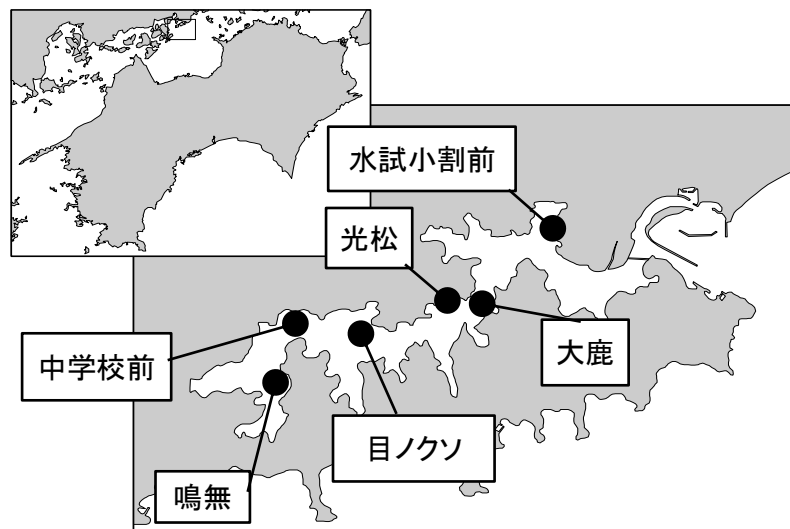 水試小割前
光松
大鹿
中学校前
目ノクソ
鳴無